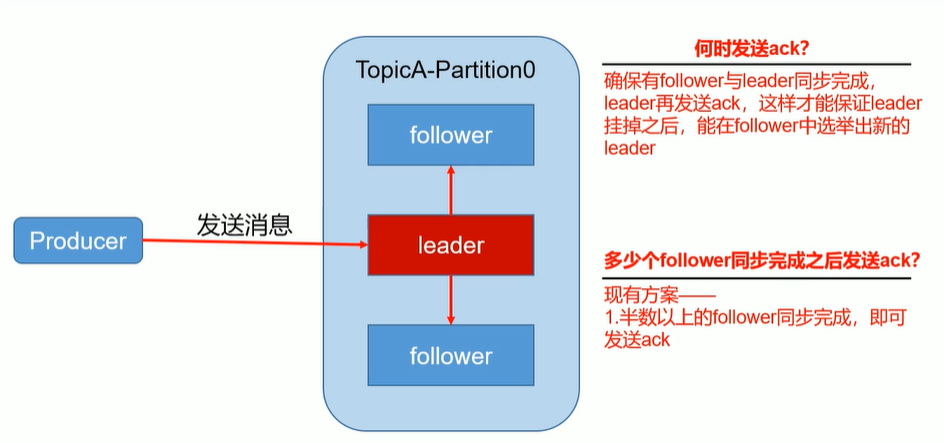 TopicA-Partition0
follower
Producer
发送消息
leader
follower
何时发送ack?
确保有follower与leader同步完成,
leader再发送ack,这样才能保证leader
挂掉之后,能在follower中选举出新的
leader
多少个follower同步完成之后发送ack?
现有方案——
1.半数以上的follower同步完成,即可
发送ack